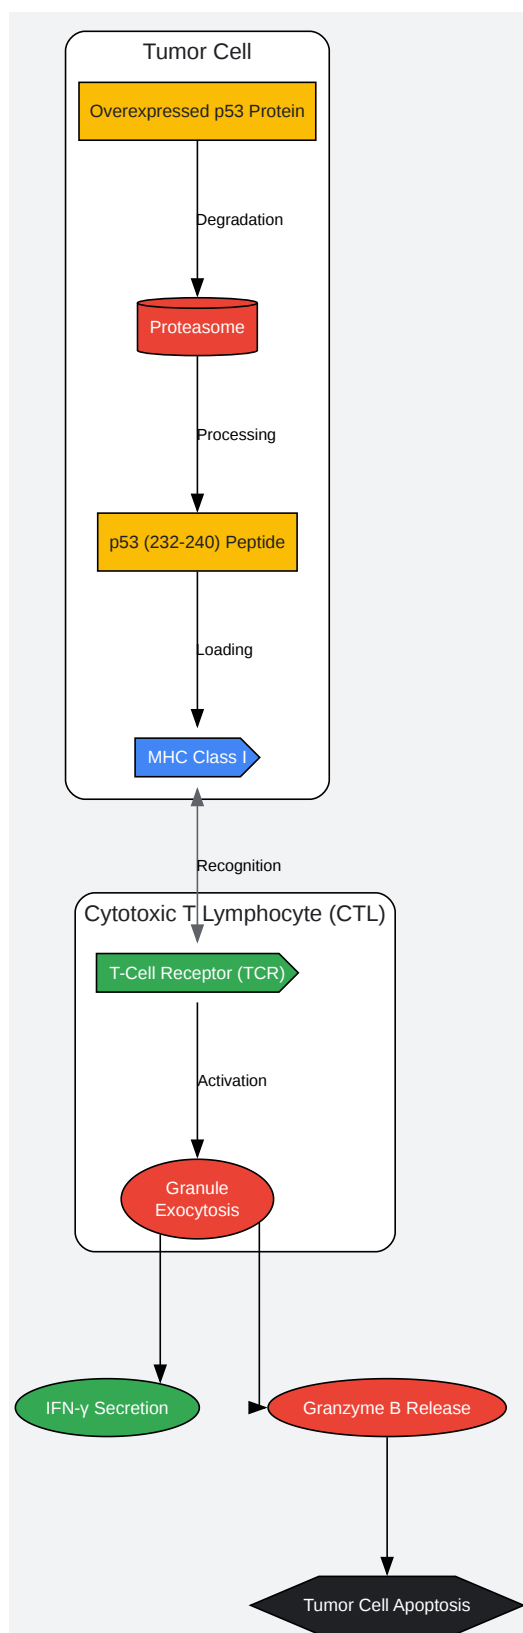 Tumor Cell
Overexpressed p53 Protein
Degradation
Proteasome
Processing
p53 (232-240) Peptide
Loading
MHC Class I
Recognition
Cytotoxic T Lymphocyte (CTL)
T-Cell Receptor (TCR)
Activation
Granule
Exocytosis
IFN-γ Secretion
Granzyme B Release
Tumor Cell Apoptosis